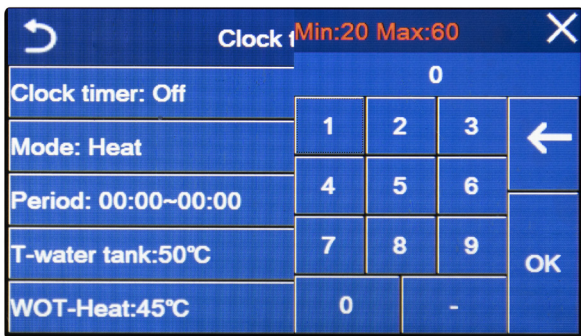 Clock t
Min:20 Max:60
0
Clock timer: Off
Mode: Heat
Period: 00:00~00:00
T-water tank:50℃
WOT-Heat:45℃
1 2 3
4 5 6
7 8 9
0 -
OK